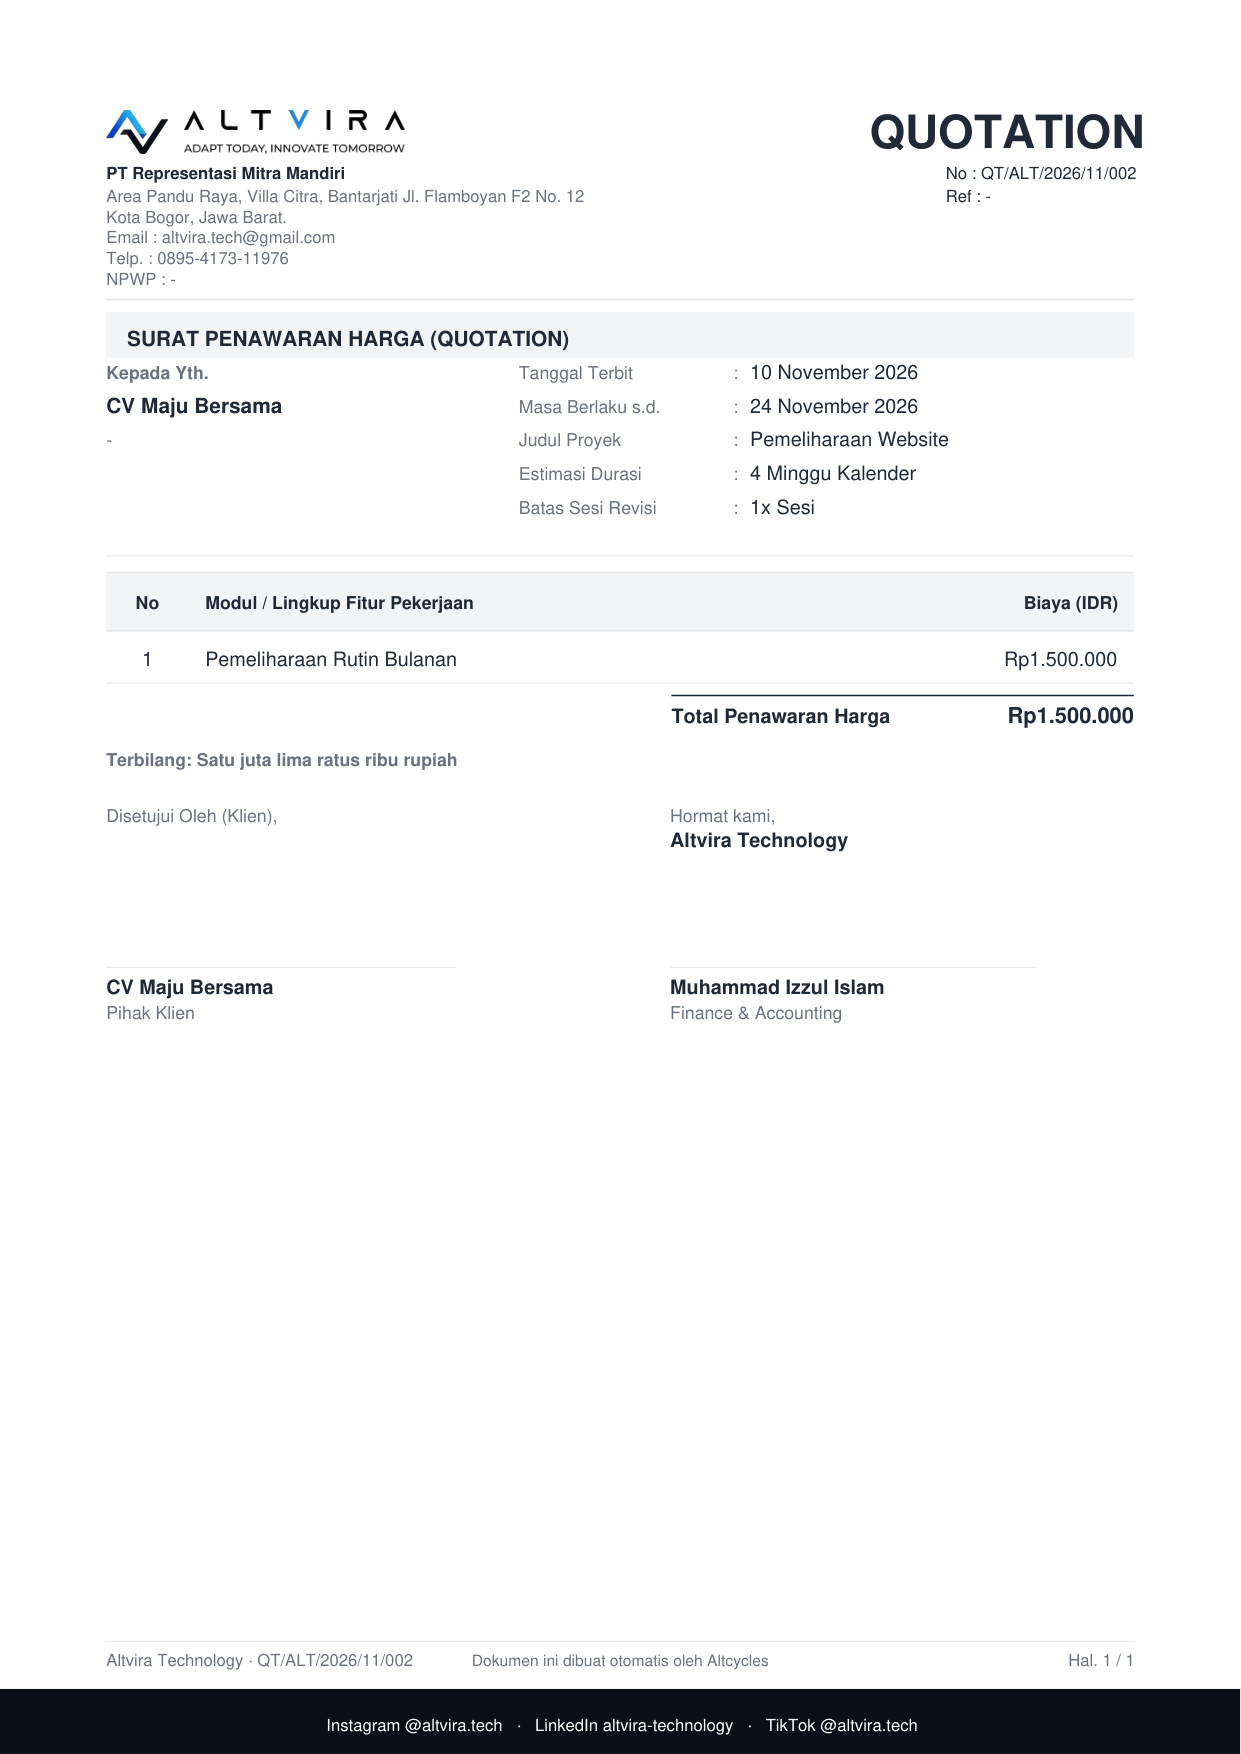 ALTVIRA
ADAPT TODAY, INNOVATE TOMORROW
QUOTATION
PT Representasi Mitra Mandiri
No : QT/ALT/2026/11/002
Area Pandu Raya, Villa Citra, Bantarjati Jl. Flamboyan F2 No. 12
Ref : -
Kota Bogor, Jawa Barat.
Email : altvira.tech@gmail.com
Telp. : 0895-4173-11976
NPWP : -
SURAT PENAWARAN HARGA (QUOTATION)
Kepada Yth.
CV Maju Bersama
-
Tanggal Terbit : 10 November 2026
Masa Berlaku s.d. : 24 November 2026
Judul Proyek : Pemeliharaan Website
Estimasi Durasi : 4 Minggu Kalender
Batas Sesi Revisi : 1x Sesi
No Modul / Lingkup Fitur Pekerjaan Biaya (IDR)
1 Pemeliharaan Rutin Bulanan Rp1.500.000
Total Penawaran Harga Rp1.500.000
Terbilang: Satu juta lima ratus ribu rupiah
Disetujui Oleh (Klien),
CV Maju Bersama
Pihak Klien
Hormat kami,
Altvira Technology
Muhammad Izzul Islam
Finance & Accounting
Altvira Technology · QT/ALT/2026/11/002 Dokumen ini dibuat otomatis oleh Altcycles Hal. 1 / 1
Instagram @altvira.tech · LinkedIn altvira-technology · TikTok @altvira.tech